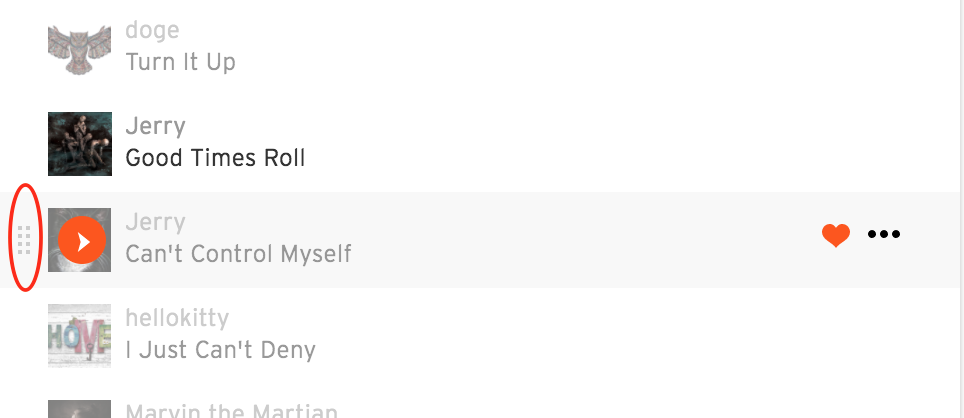 doge
Turn It Up
Jerry
Good Times Roll
Jerry
Can't Control Myself
hellokitty
HOME
I Just Can't Deny
Marvin the Martian